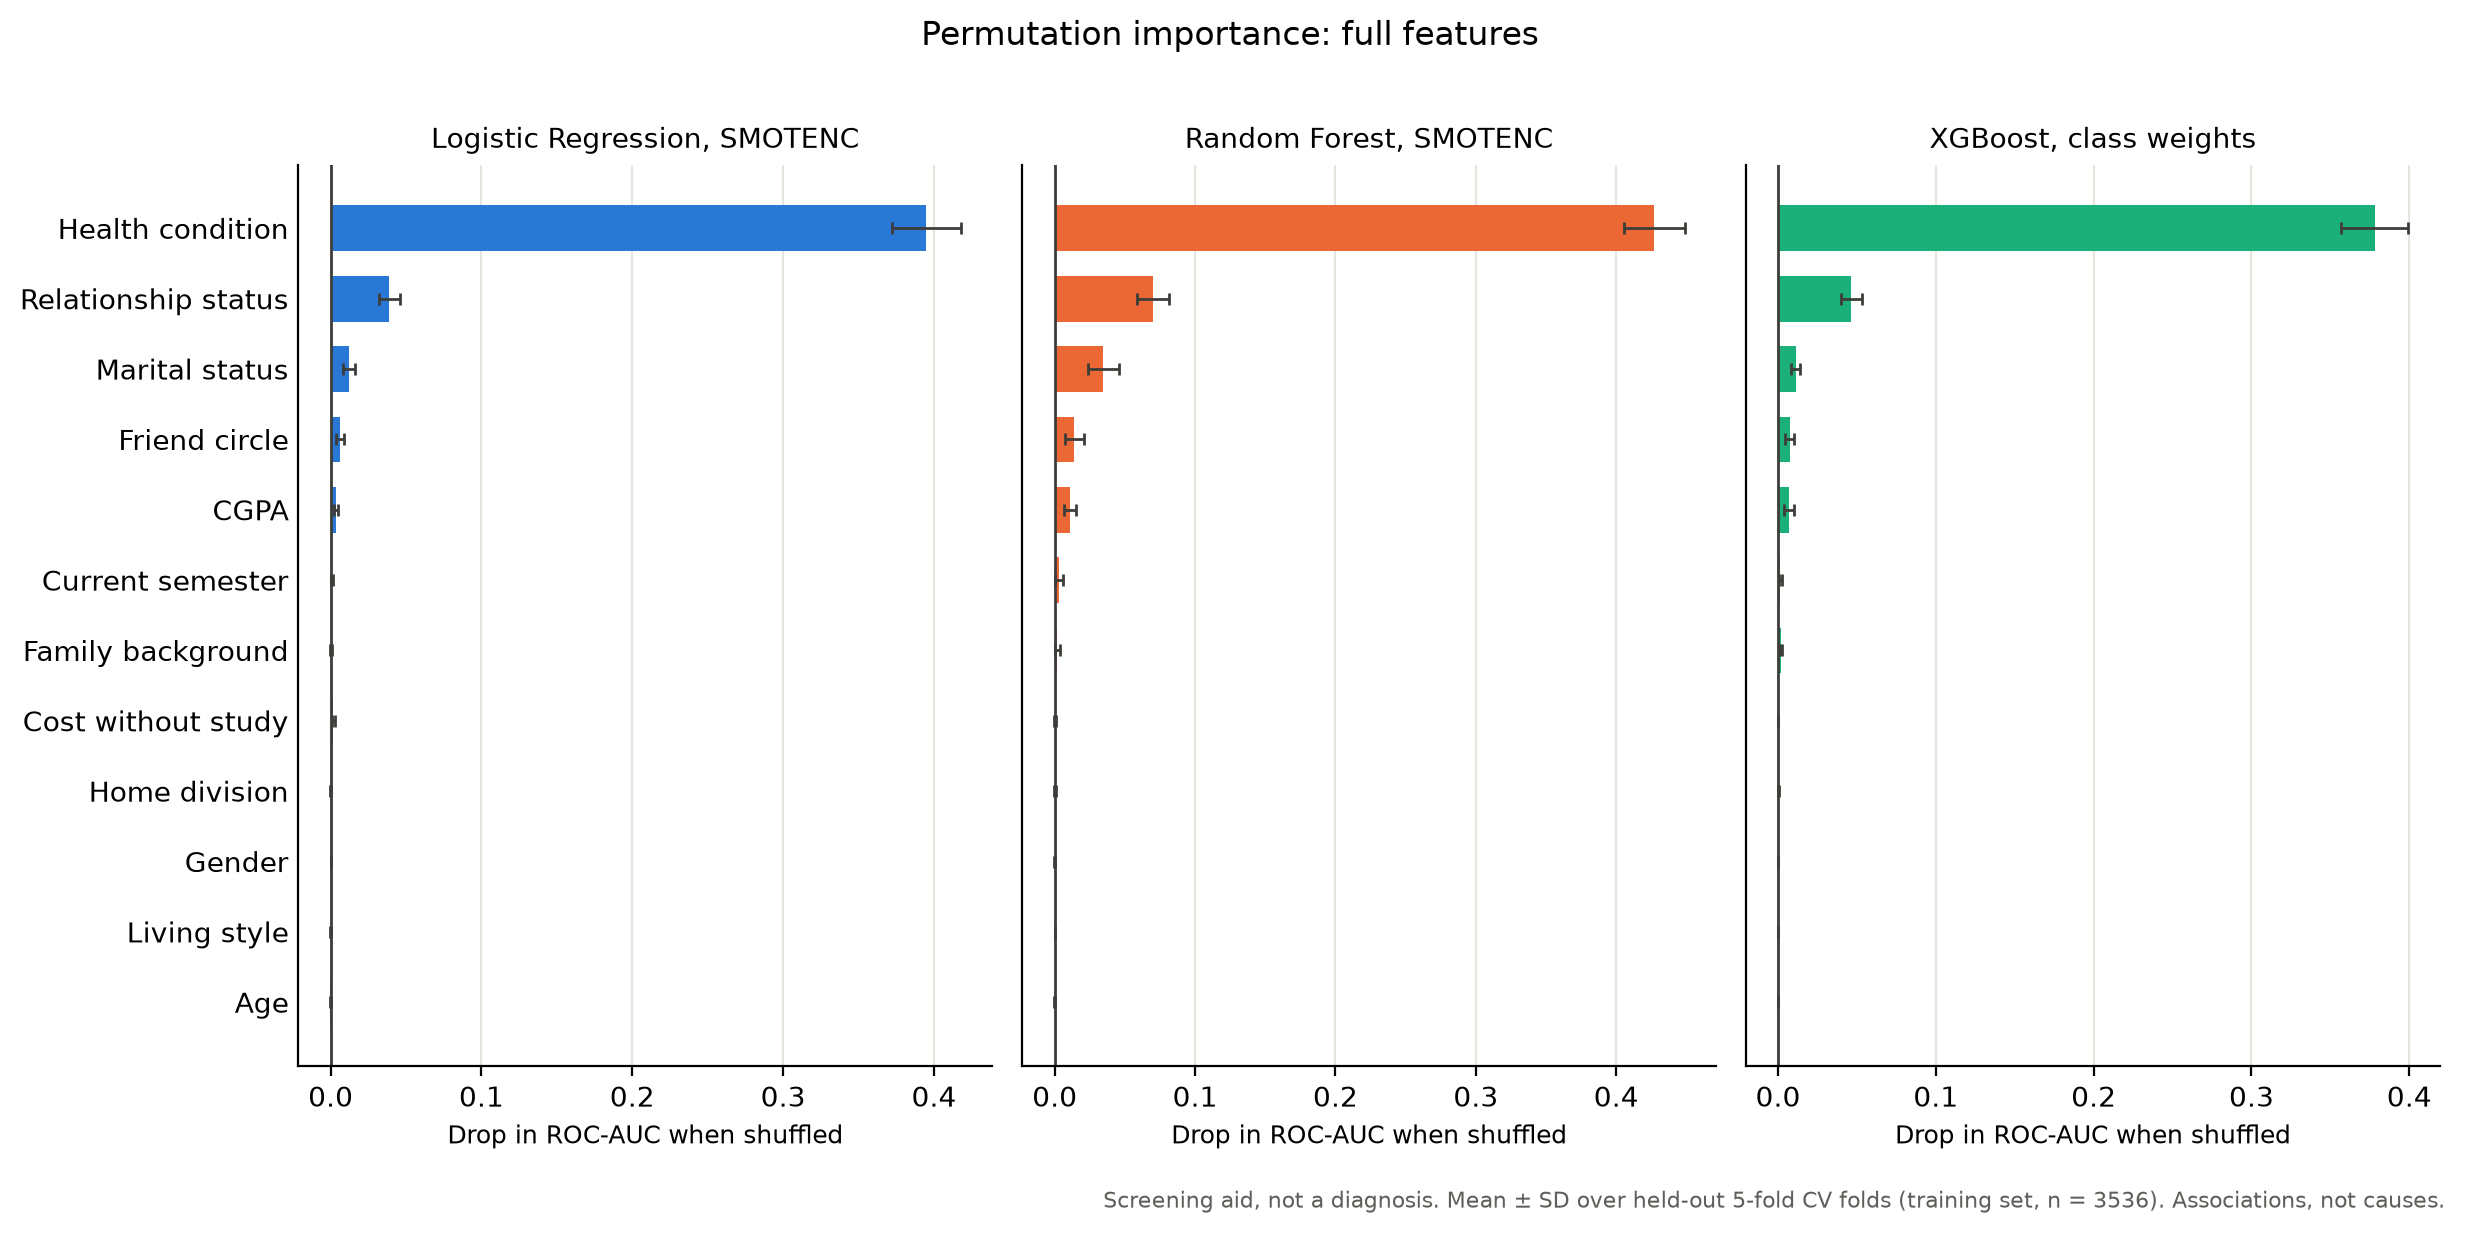 Permutation importance: full features
Logistic Regression, SMOTENC
Random Forest, SMOTENC
XGBoost, class weights
Health condition
Relationship status
Marital status
Friend circle
CGPA
Current semester
Family background
Cost without study
Home division
Gender
Living style
Age
0.0 0.1 0.2 0.3 0.4
0.0 0.1 0.2 0.3 0.4
0.0 0.1 0.2 0.3 0.4
Drop in ROC-AUC when shuffled
Drop in ROC-AUC when shuffled
Drop in ROC-AUC when shuffled
Screening aid, not a diagnosis. Mean ± SD over held-out 5-fold CV folds (training set, n = 3536). Associations, not causes.